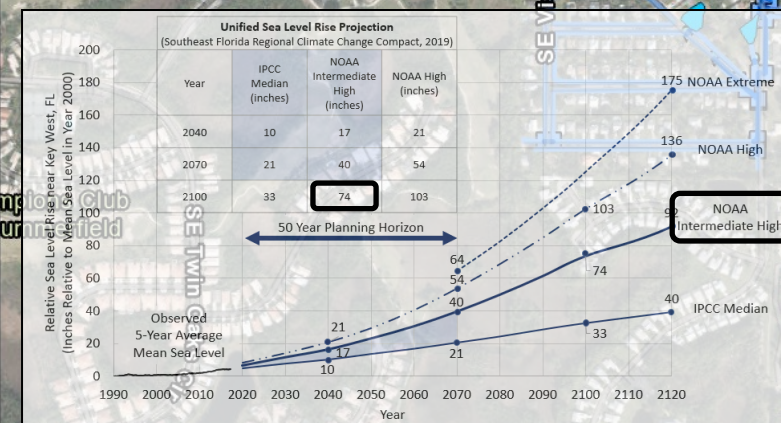 Unified Sea Level Rise Projection
(Southeast Florida Regional Climate Change Compact, 2019)
Year
IPCC
Median
(inches)
NOAA
Intermediate
High
(inches)
NOAA High
(inches)
2040 10 17 21
2070 21 40 54
2100 33 74 103
50 Year Planning Horizon
Relative Sea Level Rise near Key West, FL
(Inches Relative to Mean Sea Level in Year 2000)
200
180
160
140
120
100
80
60
40
20
0
Observed
5-Year Average
Mean Sea Level
175 NOAA Extreme
136
NOAA High
92
NOAA
Intermediate High
40
IPCC Median
103
74
33
64
54
40
21
21
17
10
1990 2000 2010 2020 2030 2040 2050 2060 2070 2080 2090 2100 2110 2120
Year
SE Twin
SE Vi
Club
field